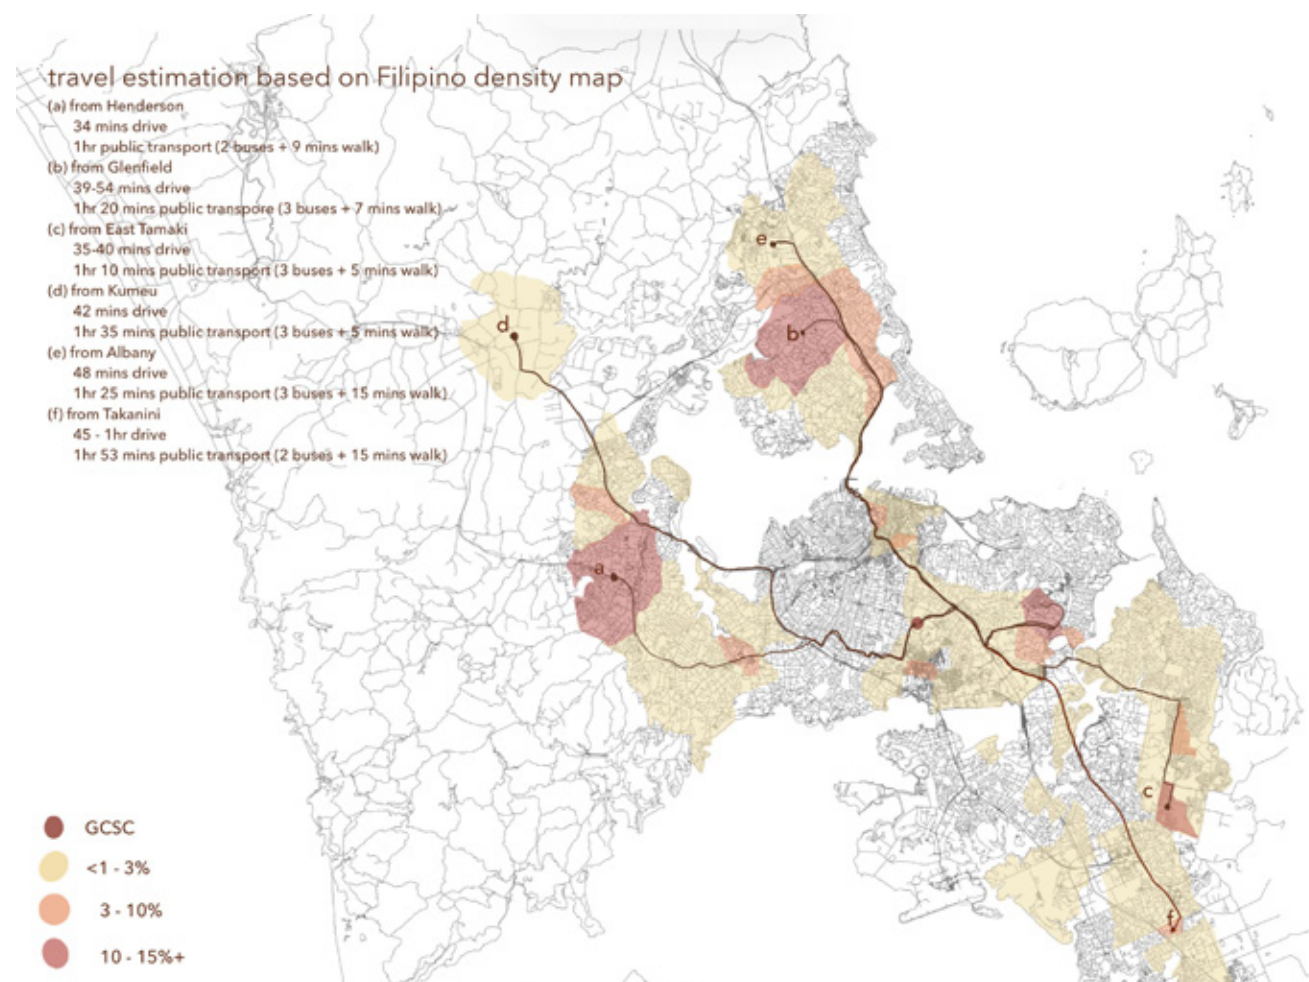 travel estimation based on Filipino density map
(a) from Henderson
34 mins drive
1hr public transport (2 buses + 9 mins walk)
(b) from Glenfield
39-54 mins drive
1hr 20 mins public transpore (3 buses + 7 mins walk)
(c) from East Tamaki
35-40 mins drive
1hr 10 mins public transport (3 buses + 5 mins walk)
(d) from Kumeu
42 mins drive
1hr 35 mins public transport (3 buses + 5 mins walk)
(e) from Albany
48 mins drive
1hr 25 mins public transport (3 buses + 15 mins walk)
(f) from Takanini
45 - 1hr drive
1hr 53 mins public transport (2 buses + 15 mins walk)
e
d
b
a
c
f
GCSC
<1 - 3%
3 - 10%
10 - 15%+